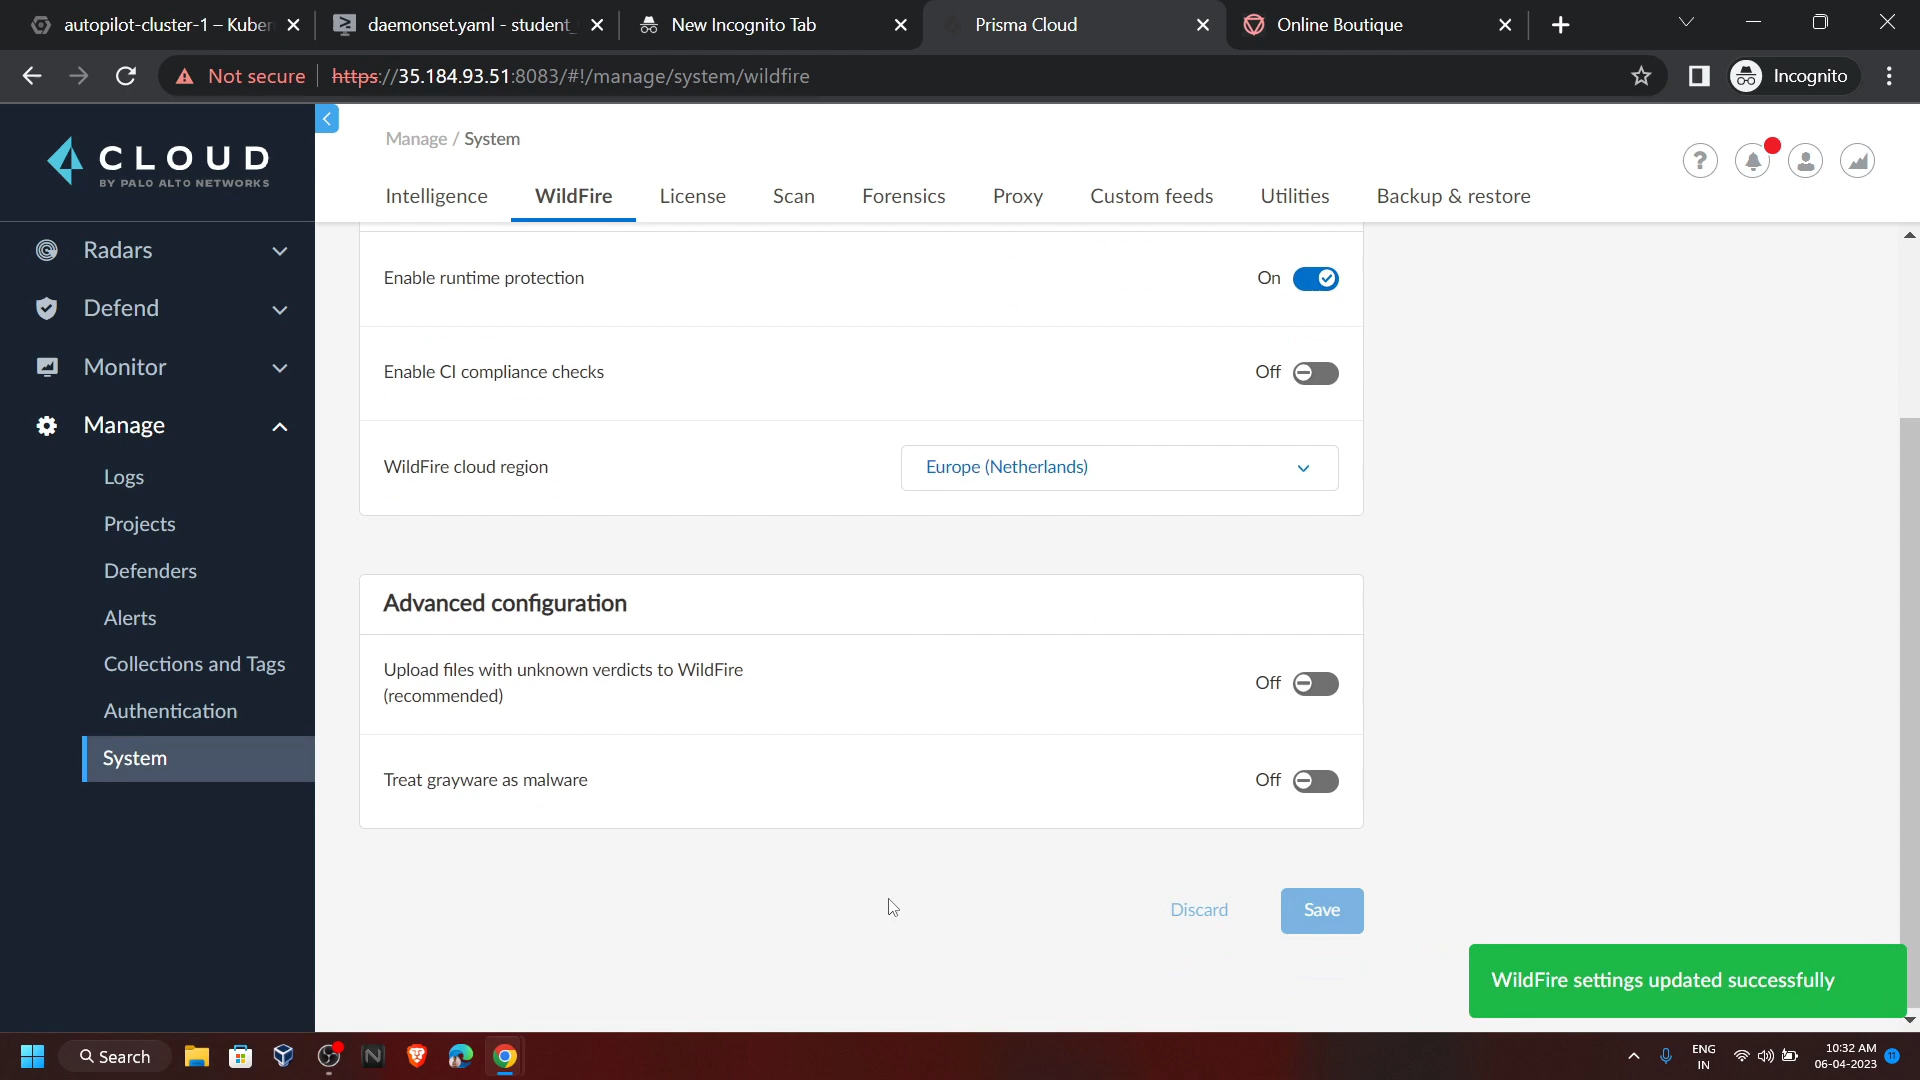 autopilot-cluster-1 – Kuber
daemonset.yaml - student_
New Incognito Tab
Prisma Cloud
Online Boutique
Not secure
https://35.184.93.51:8083/#!/manage/system/wildfire
Incognito
CLOUD
BY PALO ALTO NETWORKS
Manage / System
Intelligence
WildFire
License
Scan
Forensics
Proxy
Custom feeds
Utilities
Backup & restore
?
Radars
Defend
Monitor
Manage
Logs
Projects
Defenders
Alerts
Collections and Tags
Authentication
System
Enable runtime protection
On
Enable CI compliance checks
Off
WildFire cloud region
Europe (Netherlands)
Advanced configuration
Upload files with unknown verdicts to WildFire
(recommended)
Off
Treat grayware as malware
Off
Discard
Save
WildFire settings updated successfully
Search
N
ENG
IN
10:32 AM
06-04-2023
11